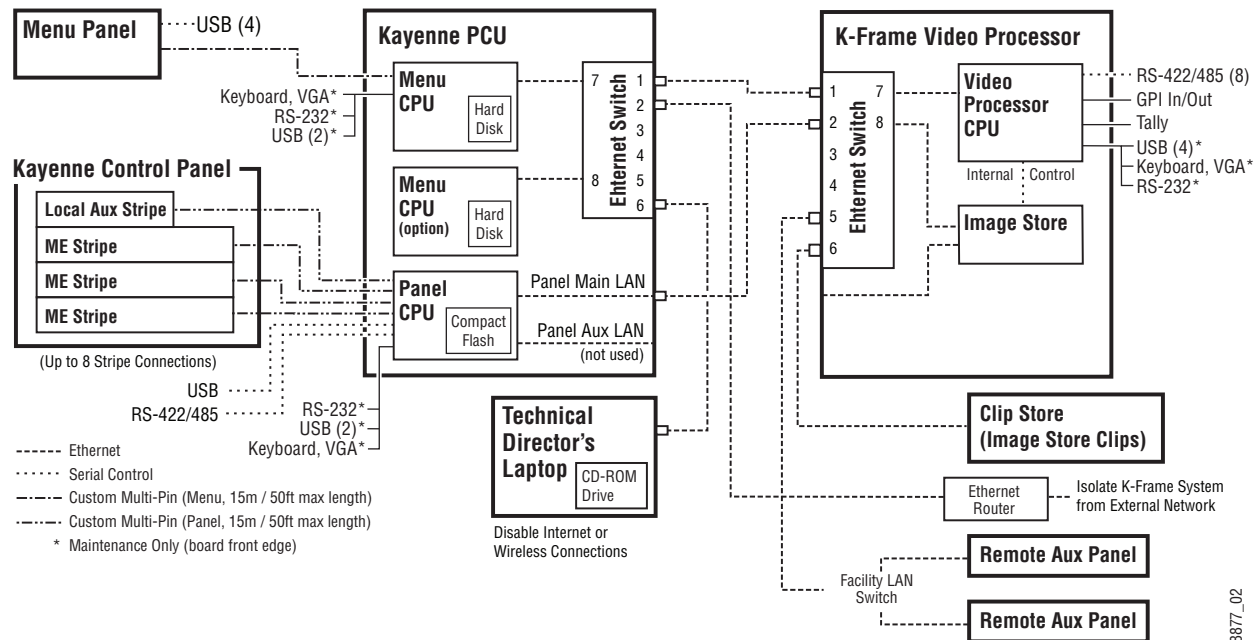 Menu Panel
USB (4)
Keyboard, VGA*
RS-232*
USB (2)*
Kayenne PCU
Menu
CPU
Hard
Disk
7
8
Ehternet Switch
1
2
3
4
5
6
Menu
CPU
(option)
Hard
Disk
Panel
CPU
Compact
Flash
Panel Main LAN
Panel Aux LAN
(not used)
Kayenne Control Panel
Local Aux Stripe
ME Stripe
ME Stripe
ME Stripe
(Up to 8 Stripe Connections)
USB
RS-422/485
RS-232*
USB (2)*
Keyboard, VGA*
K-Frame Video Processor
1
2
3
4
5
6
Ehternet Switch
7
8
Video
Processor
CPU
Internal
Control
Image Store
RS-422/485 (8)
GPI In/Out
Tally
USB (4)*
Keyboard, VGA*
RS-232*
Technical
Director's
Laptop
CD-ROM
Drive
Disable Internet or
Wireless Connections
Clip Store
(Image Store Clips)
Ethernet
Router
Isolate K-Frame System
from External Network
Remote Aux Panel
Facility LAN
Switch
Remote Aux Panel
Ethernet
Serial Control
Custom Multi-Pin (Menu, 15m / 50ft max length)
Custom Multi-Pin (Panel, 15m / 50ft max length)
* Maintenance Only (board front edge)